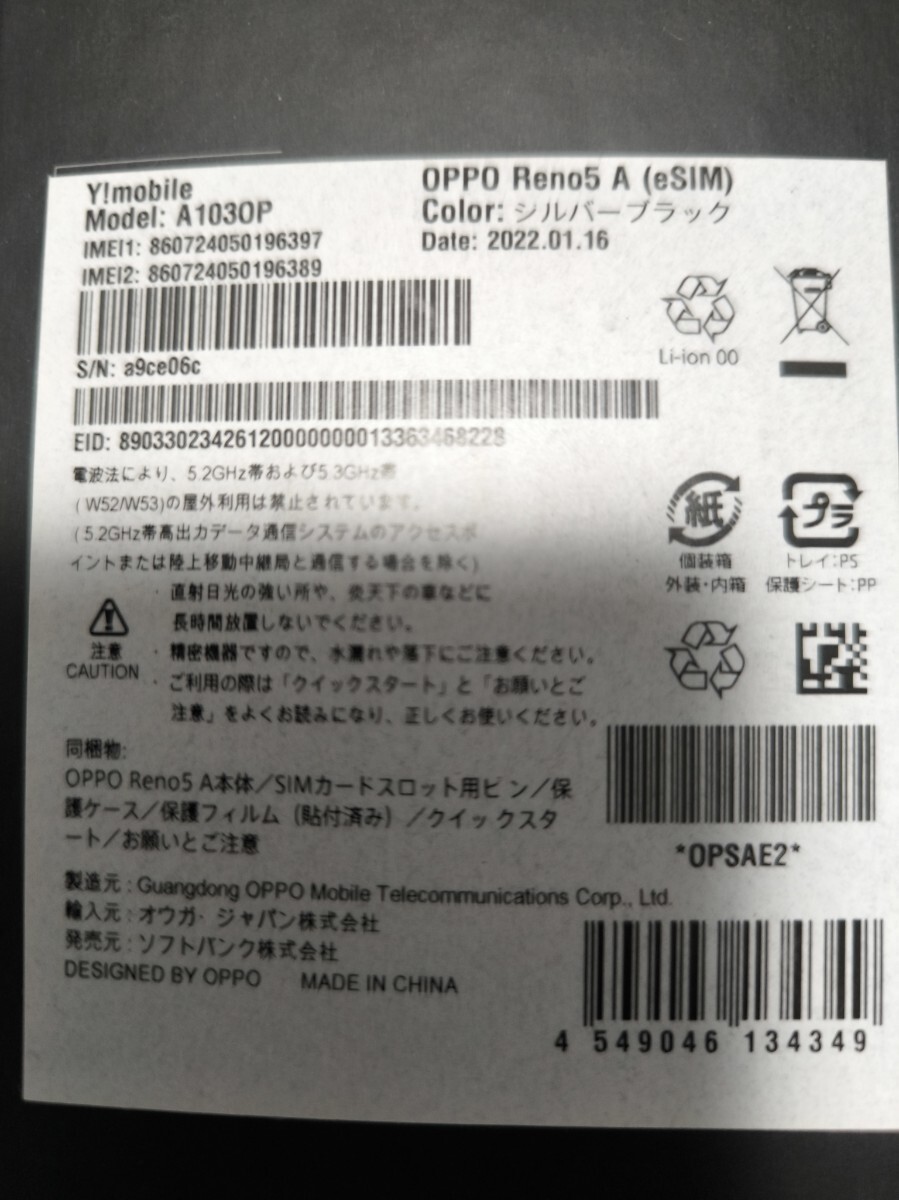 Y!mobile
Model: A103OP
IMEI1: 860724050196397
IMEI2: 860724050196389
OPPO Reno5 A (eSIM)
Color: シルバーブラック
Date: 2022.01.16
Li-ion 00
S/N: a9ce06c
EID: 89033023426120000000013363468228
電波法により、5.2GHz帯および5.3GHz帯
(W52/W53)の屋外利用は禁止されています。
(5.2GHz帯高出力データ通信システムのアクセスポ
イントまたは陸上移動中継局と通信する場合を除く)
紙
個装箱
外装・内箱
プラ
トレイ:PS
保護シート:PP
注意
CAUTION
・直射日光の強い所や、炎天下の車などに
長時間放置しないでください。
・精密機器ですので、水濡れや落下にご注意ください。
・ご利用の際は「クイックスタート」と「お願いとご
注意」をよくお読みになり、正しくお使いください。
同梱物:
OPPO Reno5 A本体／SIMカードスロット用ピン／保
護ケース／保護フィルム（貼付済み）／クイックスタ
ート／お願いとご注意
*OPSAE2*
製造元:Guangdong OPPO Mobile Telecommunications Corp., Ltd.
輸入元:オウガ・ジャパン株式会社
発売元:ソフトバンク株式会社
DESIGNED BY OPPO MADE IN CHINA
4 549046 134349